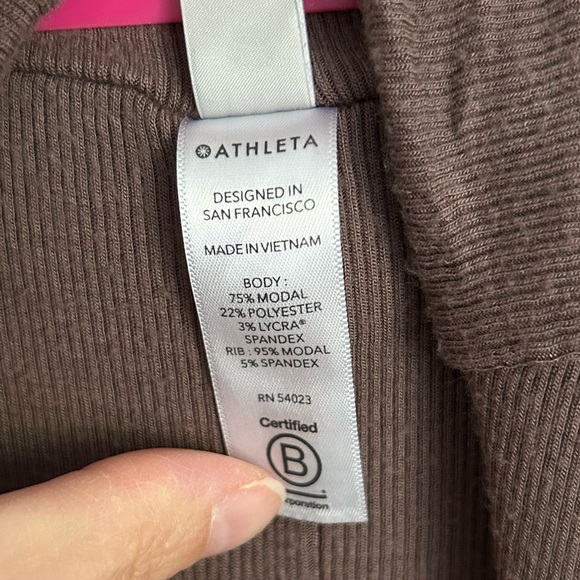 ATHLETA
DESIGNED IN
SAN FRANCISCO
MADE IN VIETNAM
BODY :
75% MODAL
22% POLYESTER
3% LYCRA®
SPANDEX
RIB : 95% MODAL
5% SPANDEX
RN 54023
Certified
B